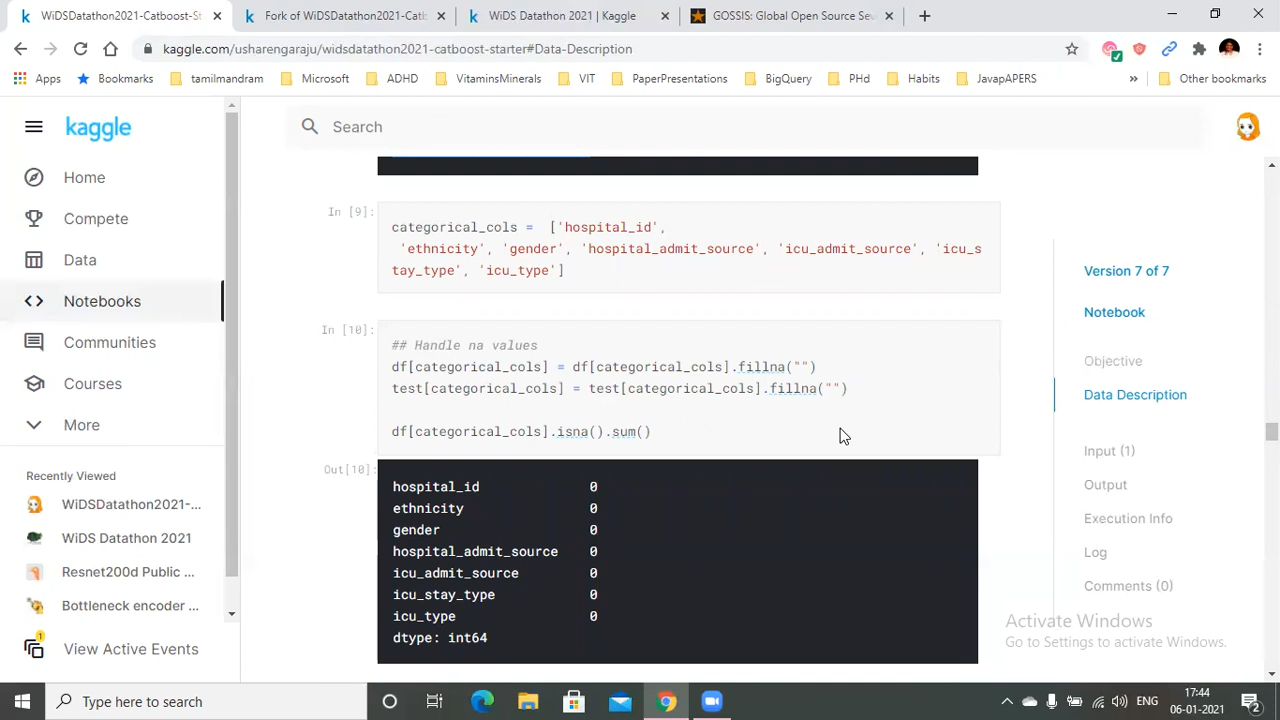 WiDSDatathon2021-Catboost-St
Fork of WiDSDatathon2021-Catb
WiDS Datathon 2021 | Kaggle
GOSSIS: Global Open Source Seve
kaggle.com/usharengaraju/widsdatathon2021-catboost-starter#Data-Description
Apps
Bookmarks
tamilmandram
Microsoft
ADHD
VitaminsMinerals
VIT
PaperPresentations
BigQuery
PHd
Habits
JavapAPERS
»
Other bookmarks
kaggle
Search
Home
Compete
Data
Notebooks
Communities
Courses
More
Recently Viewed
WiDSDatathon2021-...
WiDS Datathon 2021
Resnet200d Public ...
Bottleneck encoder ...
1
View Active Events
In [9]:
categorical_cols =  ['hospital_id',
'ethnicity', 'gender', 'hospital_admit_source', 'icu_admit_source', 'icu_s
tay_type', 'icu_type']
In [10]:
## Handle na values
df[categorical_cols] = df[categorical_cols].fillna("")
test[categorical_cols] = test[categorical_cols].fillna("")
df[categorical_cols].isna().sum()
Out[10]:
hospital_id 0
ethnicity 0
gender 0
hospital_admit_source 0
icu_admit_source 0
icu_stay_type 0
icu_type 0
dtype: int64
Version 7 of 7
Notebook
Objective
Data Description
Input (1)
Output
Execution Info
Log
Comments (0)
Activate Windows
Go to Settings to activate Windows.
Type here to search
ENG
17:44
06-01-2021
2